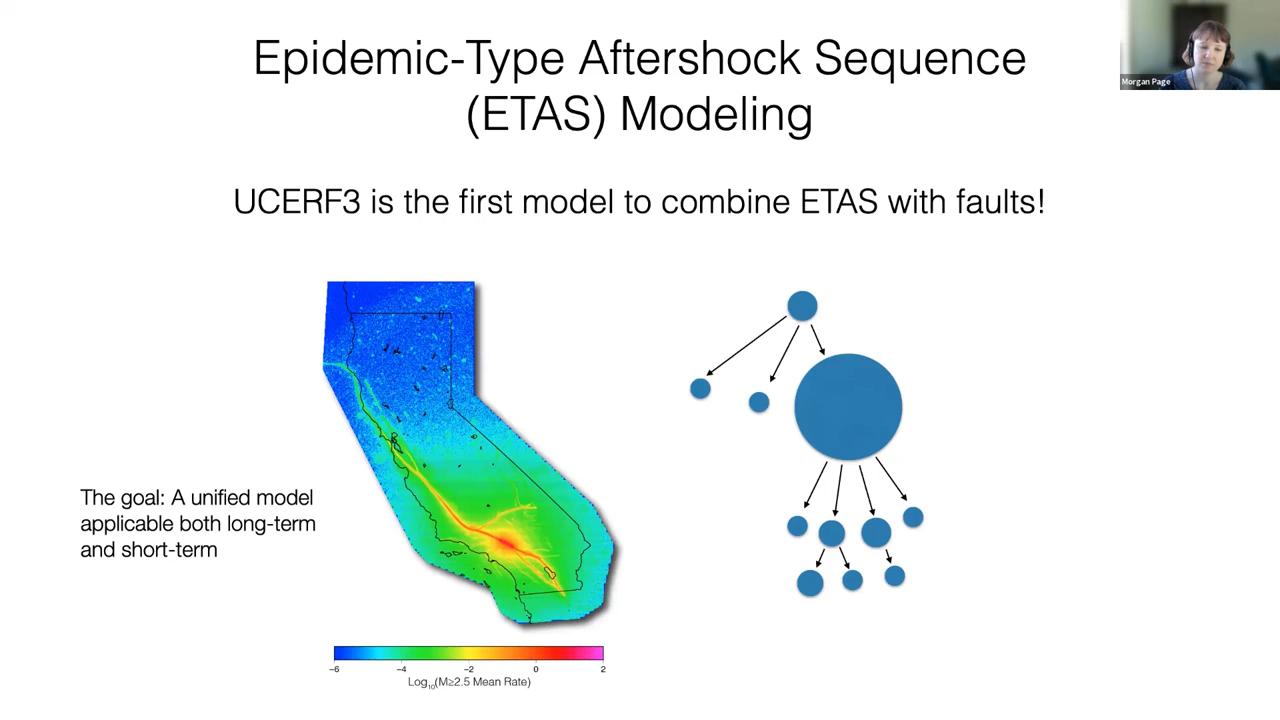 Epidemic-Type Aftershock Sequence
(ETAS) Modeling
Morgan Page
UCERF3 is the first model to combine ETAS with faults!
The goal: A unified model
applicable both long-term
and short-term
-6 -4 -2 0 2
Log10(M≥2.5 Mean Rate)